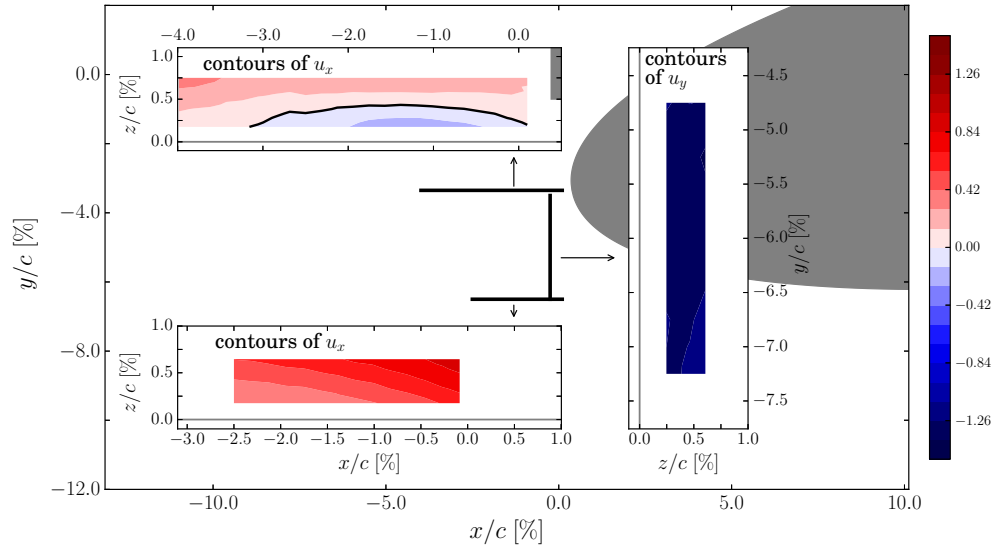 −4.0 −3.0 −2.0 −1.0 0.0
contours of u_x
1.0
0.5
0.0
z/c [%]
contours
of u_y
−4.5
−5.0
−5.5
−6.0
−6.5
−7.0
−7.5
y/c [%]
0.0 0.5 1.0
z/c [%]
contours of u_x
1.0
0.5
0.0
z/c [%]
−3.0 −2.5 −2.0 −1.5 −1.0 −0.5 0.0 0.5 1.0
x/c [%]
0.0
−4.0
−8.0
−12.0
y/c [%]
−10.0 −5.0 0.0 5.0 10.0
x/c [%]
1.26
0.84
0.42
0.00
−0.42
−0.84
−1.26